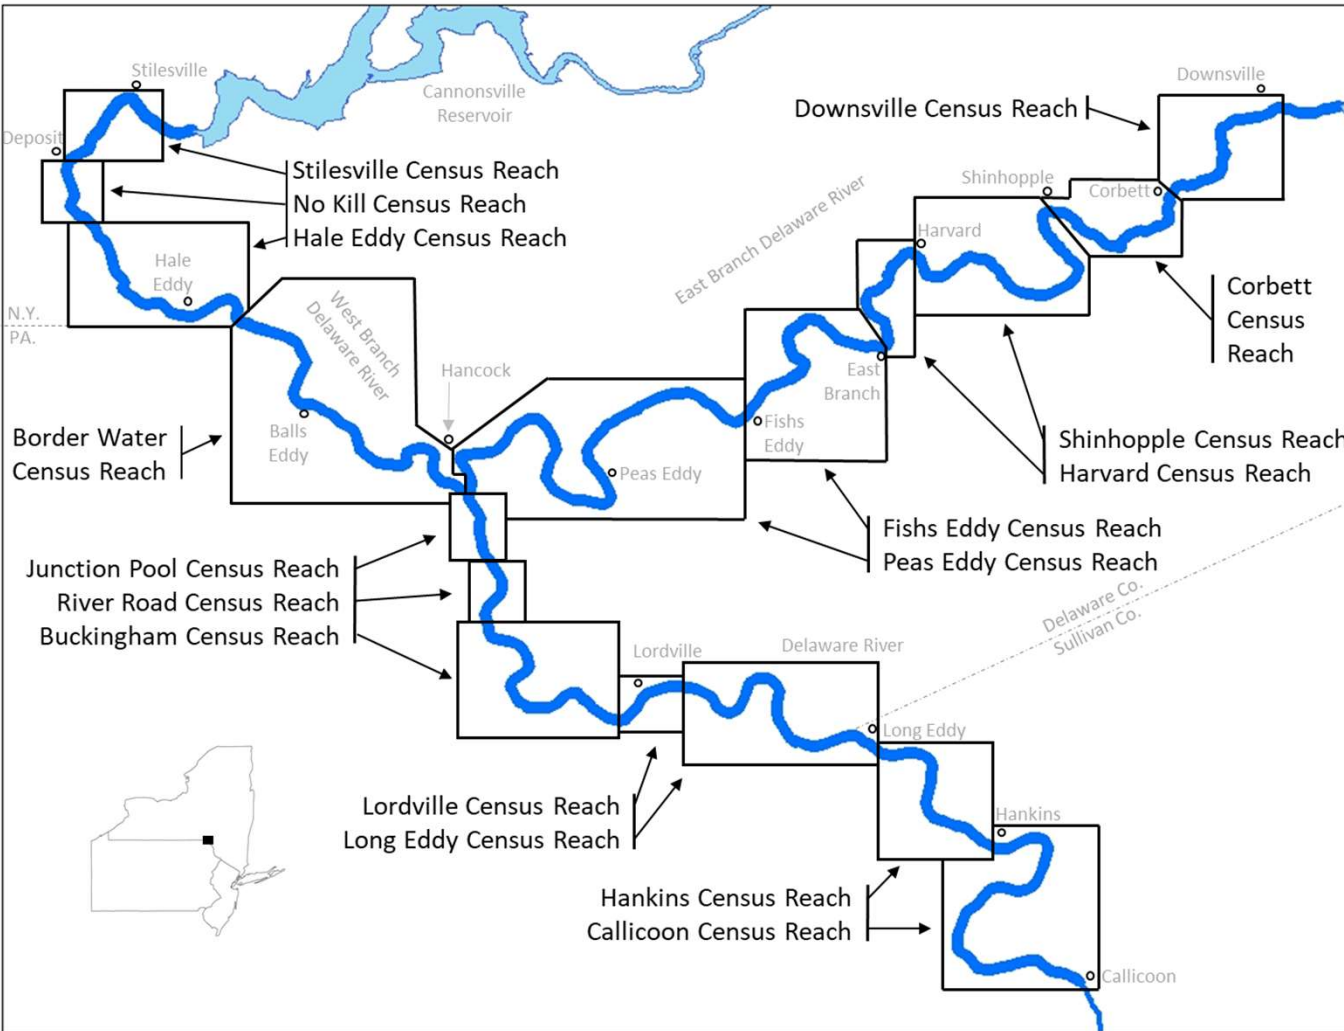 Stilesville
Cannonsville
Reservoir
Downsville
Downsville Census Reach
Deposit
Stilesville Census Reach
No Kill Census Reach
Hale Eddy Census Reach
Shinhopple
Corbett
East Branch Delaware River
Harvard
Hale
Eddy
N.Y.
PA.
West Branch
Delaware River
Corbett
Census
Reach
Hancock
East
Branch
Border Water
Census Reach
Balls
Eddy
Fishs
Eddy
Peas Eddy
Shinhopple Census Reach
Harvard Census Reach
Fishs Eddy Census Reach
Peas Eddy Census Reach
Junction Pool Census Reach
River Road Census Reach
Buckingham Census Reach
Delaware Co.
Sullivan Co.
Lordville
Delaware River
Long Eddy
Lordville Census Reach
Long Eddy Census Reach
Hankins
Hankins Census Reach
Callicoon Census Reach
Callicoon